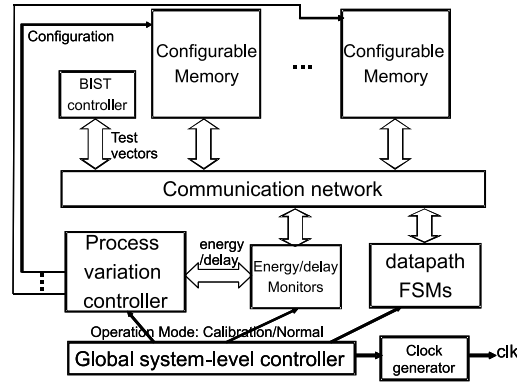 Configuration
Configurable
Memory
...
Configurable
Memory
BIST
controller
Test
vectors
Communication network
Process
variation
controller
energy
/delay
Energy/delay
Monitors
datapath
FSMs
Operation Mode: Calibration/Normal
Global system-level controller
Clock
generator
clk